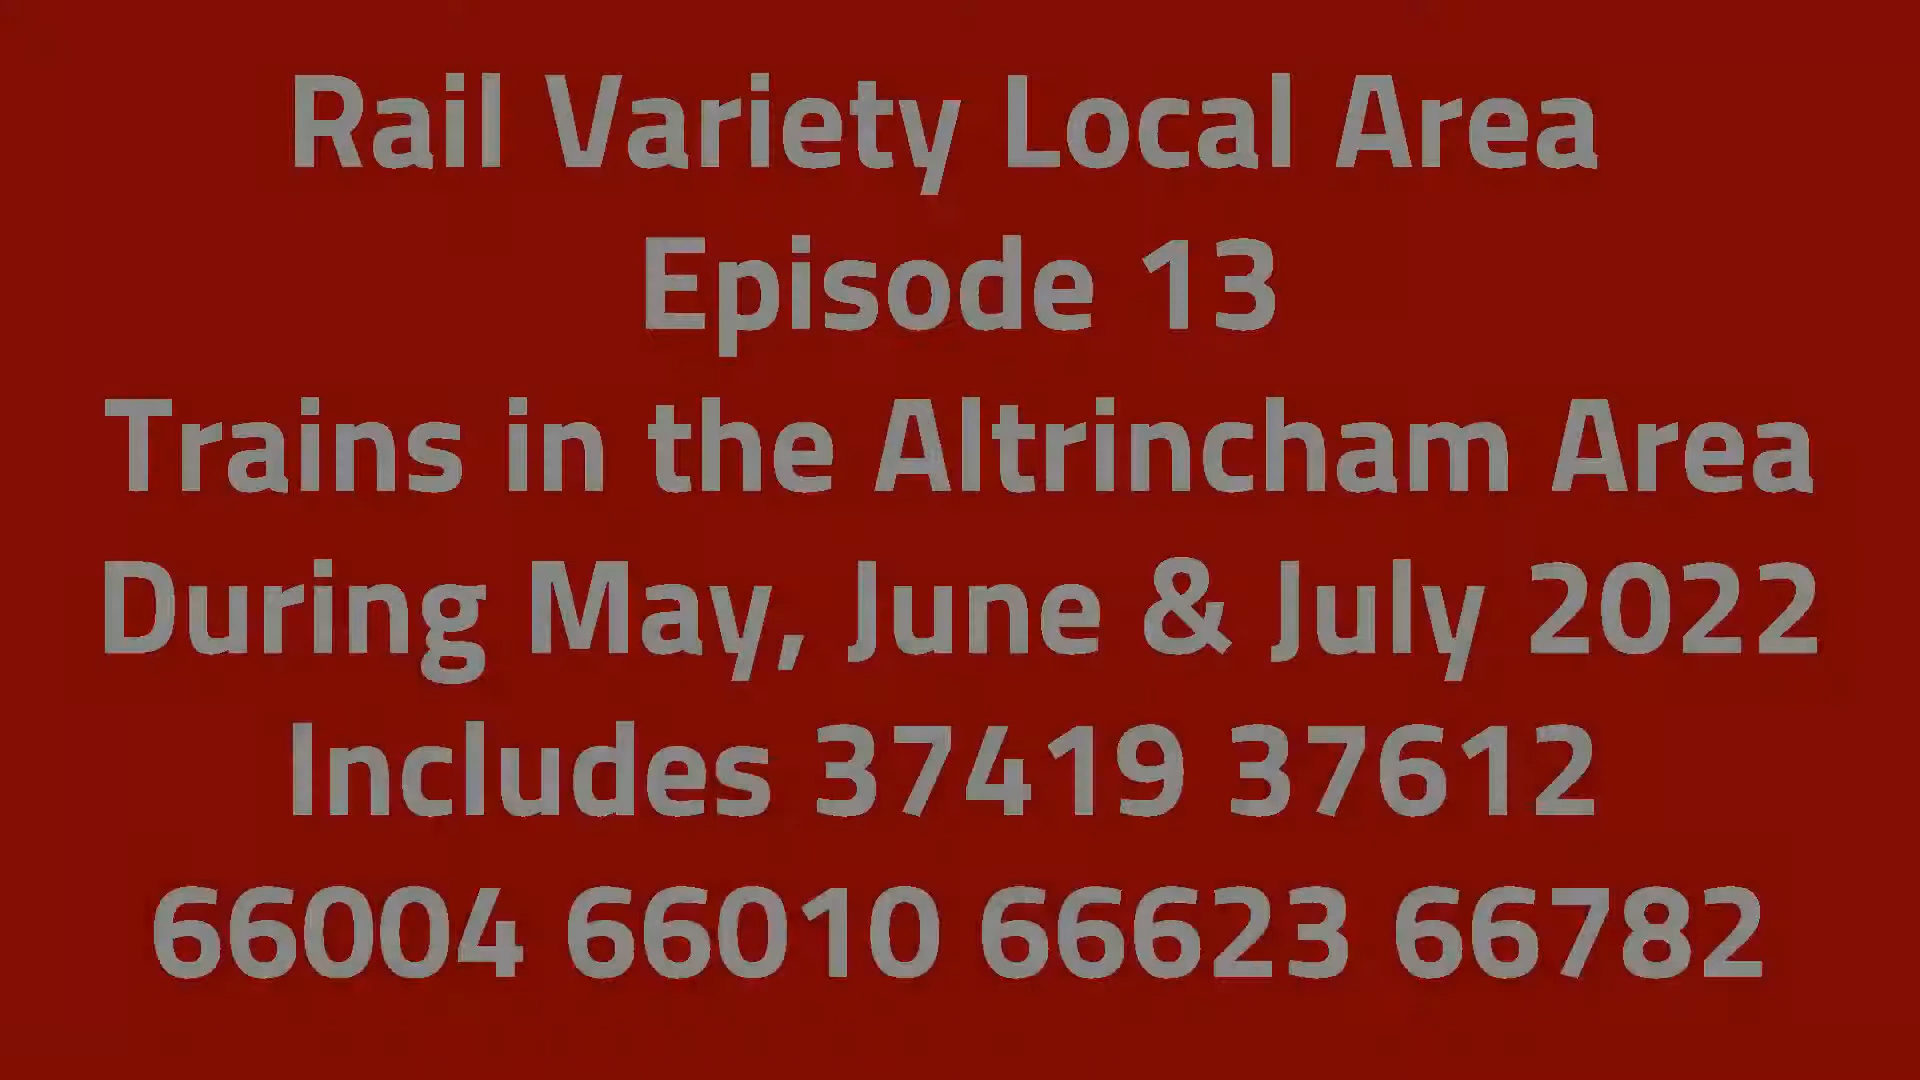 Rail Variety Local Area
Episode 13
Trains in the Altrincham Area
During May, June & July 2022
Includes 37419 37612
66004 66010 66623 66782